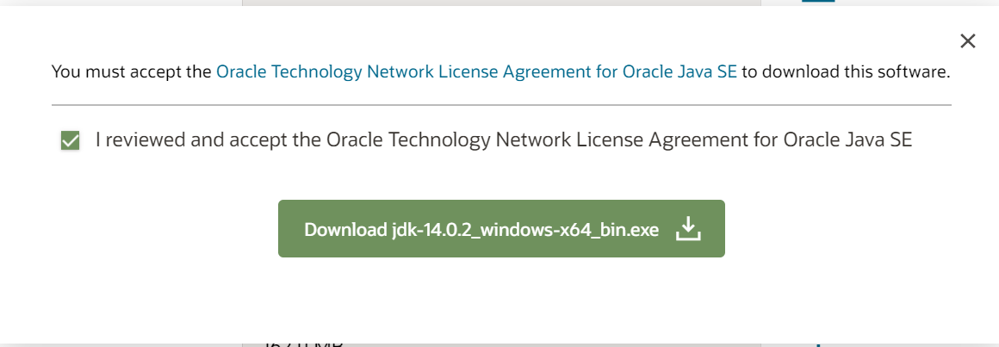 You must accept the Oracle Technology Network License Agreement for Oracle Java SE to download this software.
I reviewed and accept the Oracle Technology Network License Agreement for Oracle Java SE
Download jdk-14.0.2_windows-x64_bin.exe